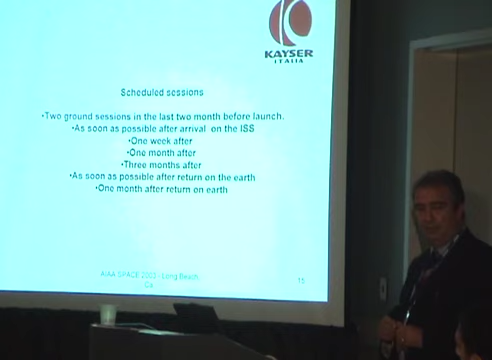 KAYSER
ITALIA
Scheduled sessions
•Two ground sessions in the last two month before launch.
•As soon as possible after arrival on the ISS
•One week after
•One month after
•Three months after
•As soon as possible after return on the earth
•One month after return on earth
AIAA SPACE 2003 - Long Beach
Ca
15